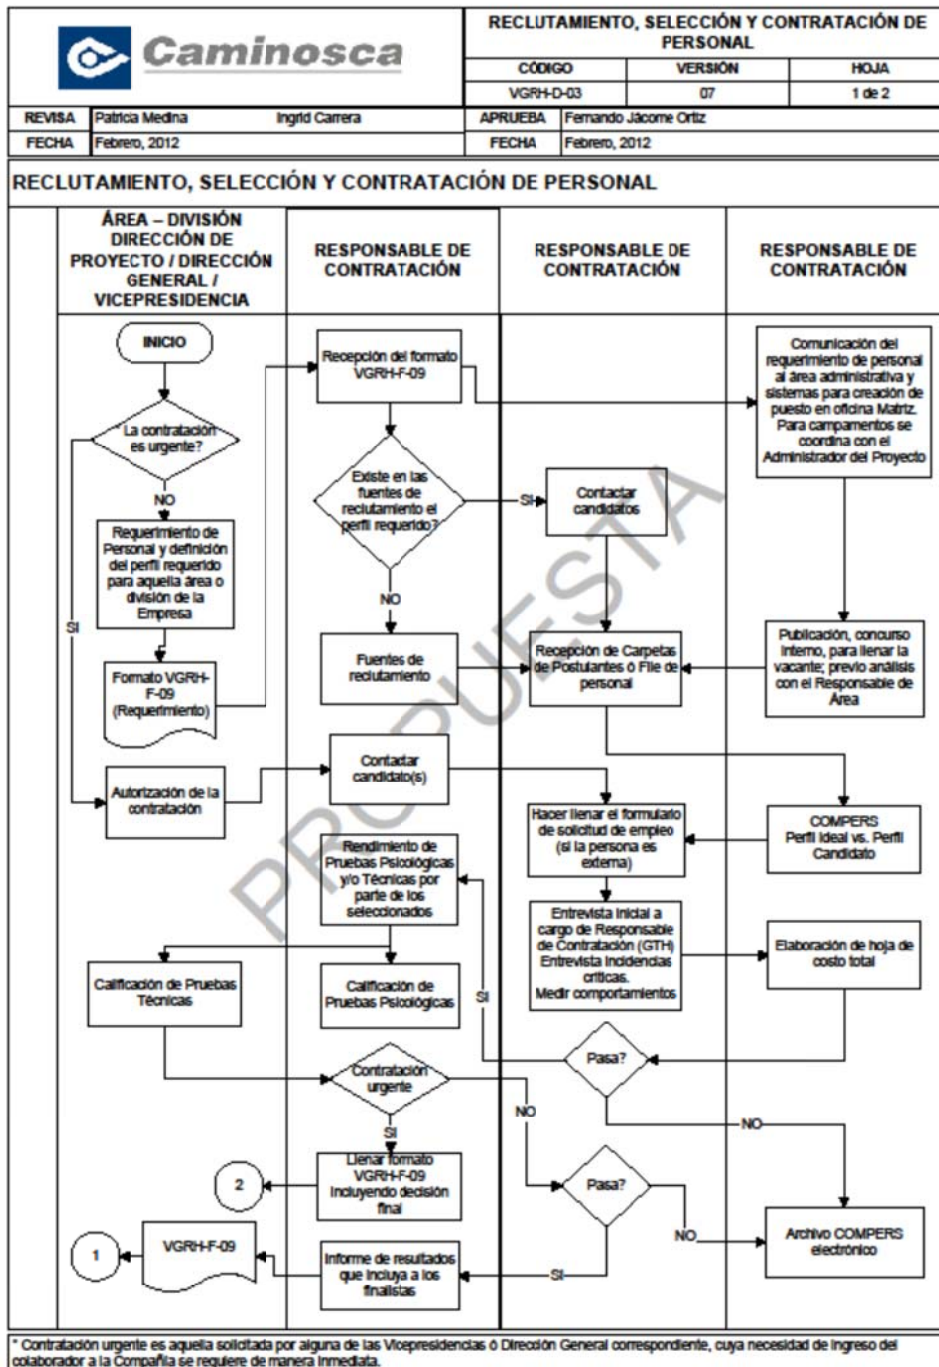 Caminosca
RECLUTAMIENTO, SELECCIÓN Y CONTRATACIÓN DE
PERSONAL
CÓDIGO
VERSIÓN
HOJA
VGRH-D-03
07
1 de 2
REVISA
Patricia Medina
Ingrid Carrera
APRUEBA
Fernando Jácome Ortiz
FECHA
Febrero, 2012
FECHA
Febrero, 2012
RECLUTAMIENTO, SELECCIÓN Y CONTRATACIÓN DE PERSONAL
ÁREA – DIVISIÓN
DIRECCIÓN DE
PROYECTO / DIRECCIÓN
GENERAL /
VICEPRESIDENCIA
RESPONSABLE DE
CONTRATACIÓN
RESPONSABLE DE
CONTRATACIÓN
RESPONSABLE DE
CONTRATACIÓN
INICIO
Recepción del formato
VGRH-F-09
Comunicación del
requerimiento de personal
al área administrativa y
sistemas para creación de
puesto en oficina Matriz.
Para campamentos se
coordina con el
Administrador del Proyecto
La contratación
es urgente?
NO
SI
Existe en las
fuentes de
reclutamiento el
perfil requerido?
SI
NO
Contactar
candidatos
Requerimiento de
Personal y definición
del perfil requerido
para aquella área o
división de la
Empresa
Formato VGRH-
F-09
(Requerimiento)
Fuentes de
reclutamiento
Recepción de Carpetas
de Postulantes ó File de
personal
Publicación, concurso
interno, para llenar la
vacante; previo análisis
con el Responsable de
Área
Autorización de la
contratación
Contactar
candidato(s)
Hacer llenar el formulario
de solicitud de empleo
(si la persona es
externa)
COMPERS
Perfil Ideal vs. Perfil
Candidato
Rendimiento de
Pruebas Psicológicas
y/o Técnicas por
parte de los
seleccionados
Entrevista Inicial a
cargo de Responsable
de Contratación (GTH)
Entrevista Incidencias
críticas.
Medir comportamientos
Elaboración de hoja de
costo total
Calificación de Pruebas
Técnicas
Calificación de
Pruebas Psicológicas
SI
Pasa?
NO
Contratación
urgente
NO
SI
Llenar formato
VGRH-F-09
Incluyendo decisión
final
2
Pasa?
NO
SI
Archivo COMPERS
electrónico
Informe de resultados
que incluya a los
finalistas
VGRH-F-09
1
PROPUESTA
* Contratación urgente es aquella solicitada por alguna de las Vicepresidencias ó Dirección General correspondiente, cuya necesidad de ingreso del
colaborador a la Compañía se requiere de manera inmediata.